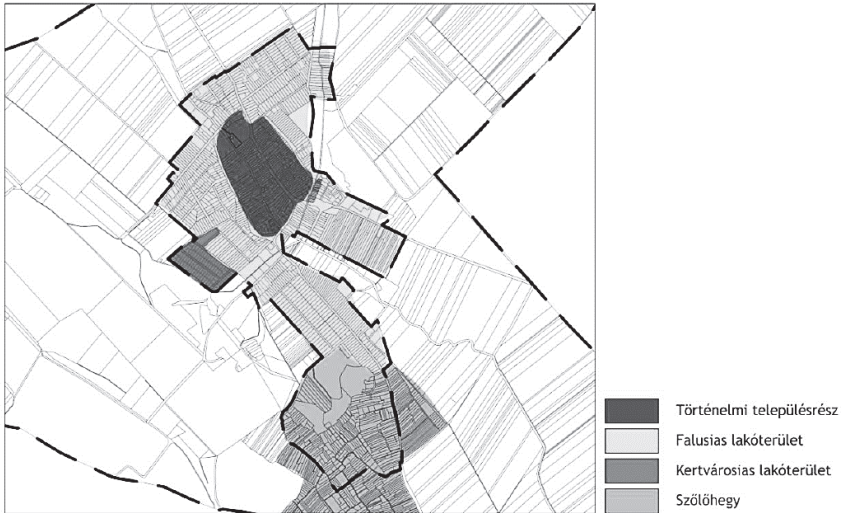 Történelmi településrész
Falusias lakóterület
Kertvárosias lakóterület
Szőlőhegy